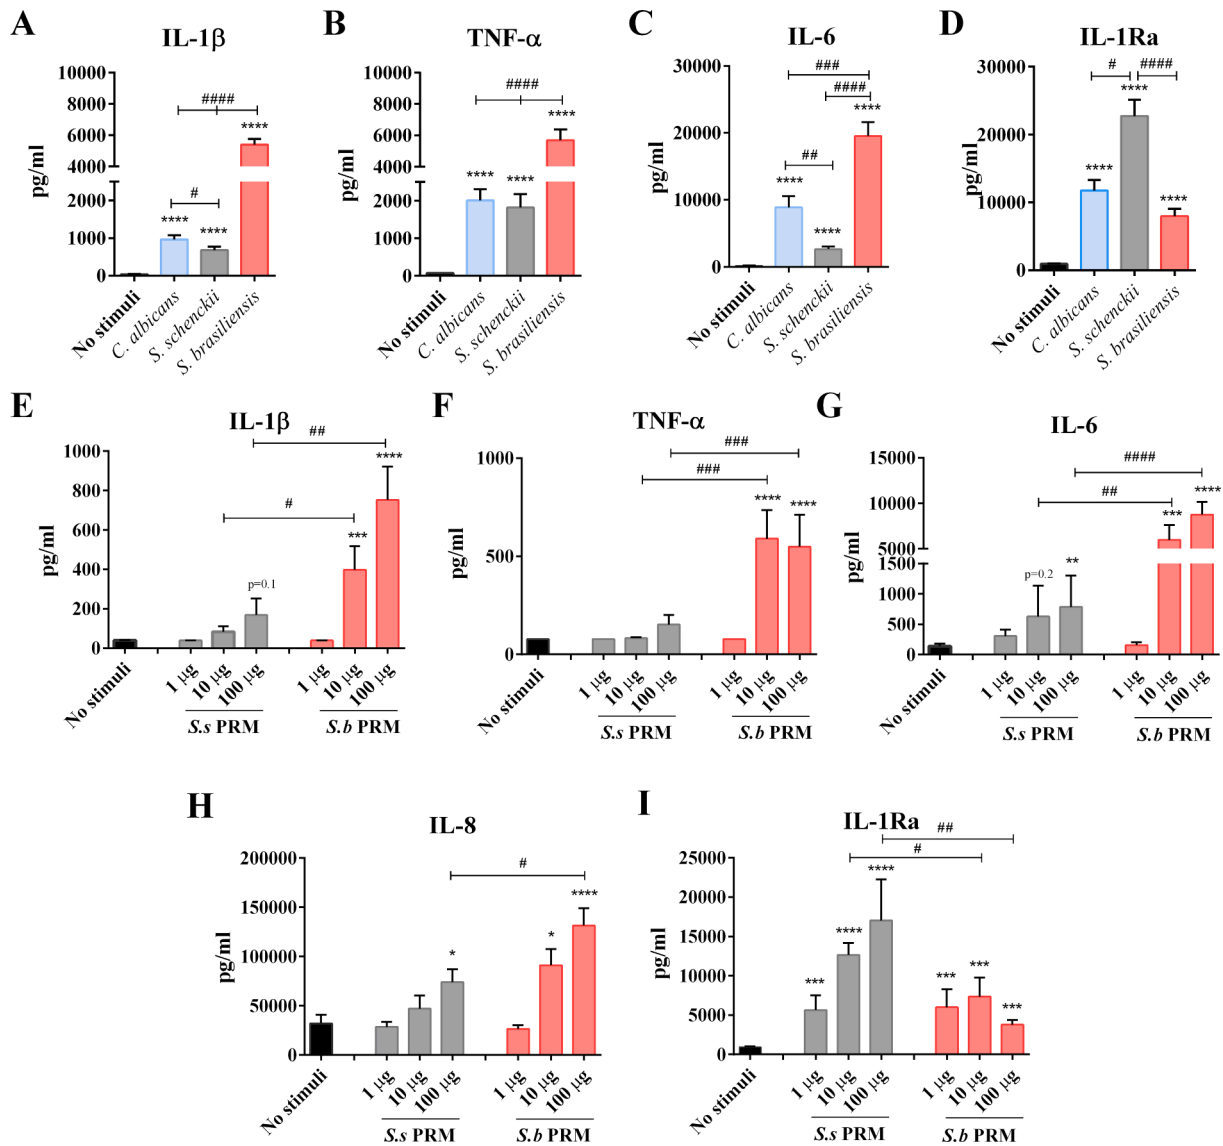 A
IL-1β
pg/ml
10000
8000
6000
4000
2000
1000
0
####
#
****
****
****
No stimuli
C. albicans
S. schenckii
S. brasiliensis
B
TNF-α
pg/ml
10000
8000
6000
4000
2000
1000
0
####
****
****
****
No stimuli
C. albicans
S. schenckii
S. brasiliensis
C
IL-6
pg/ml
30000
20000
10000
0
###
####
##
****
****
****
No stimuli
C. albicans
S. schenckii
S. brasiliensis
D
IL-1Ra
pg/ml
30000
20000
10000
0
#
####
****
****
****
No stimuli
C. albicans
S. schenckii
S. brasiliensis
E
IL-1β
pg/ml
1000
800
600
400
200
0
##
#
p=0.1
***
****
No stimuli
1 μg
10 μg
100 μg
1 μg
10 μg
100 μg
S.s PRM
S.b PRM
F
TNF-α
pg/ml
1000
500
0
###
###
****
****
No stimuli
1 μg
10 μg
100 μg
1 μg
10 μg
100 μg
S.s PRM
S.b PRM
G
IL-6
pg/ml
15000
10000
5000
1500
1000
500
0
####
##
p=0.2
**
***
****
No stimuli
1 μg
10 μg
100 μg
1 μg
10 μg
100 μg
S.s PRM
S.b PRM
H
IL-8
pg/ml
200000
150000
100000
50000
0
#
*
*
****
No stimuli
1 μg
10 μg
100 μg
1 μg
10 μg
100 μg
S.s PRM
S.b PRM
I
IL-1Ra
pg/ml
25000
20000
15000
10000
5000
0
##
#
***
****
****
***
***
***
No stimuli
1 μg
10 μg
100 μg
1 μg
10 μg
100 μg
S.s PRM
S.b PRM